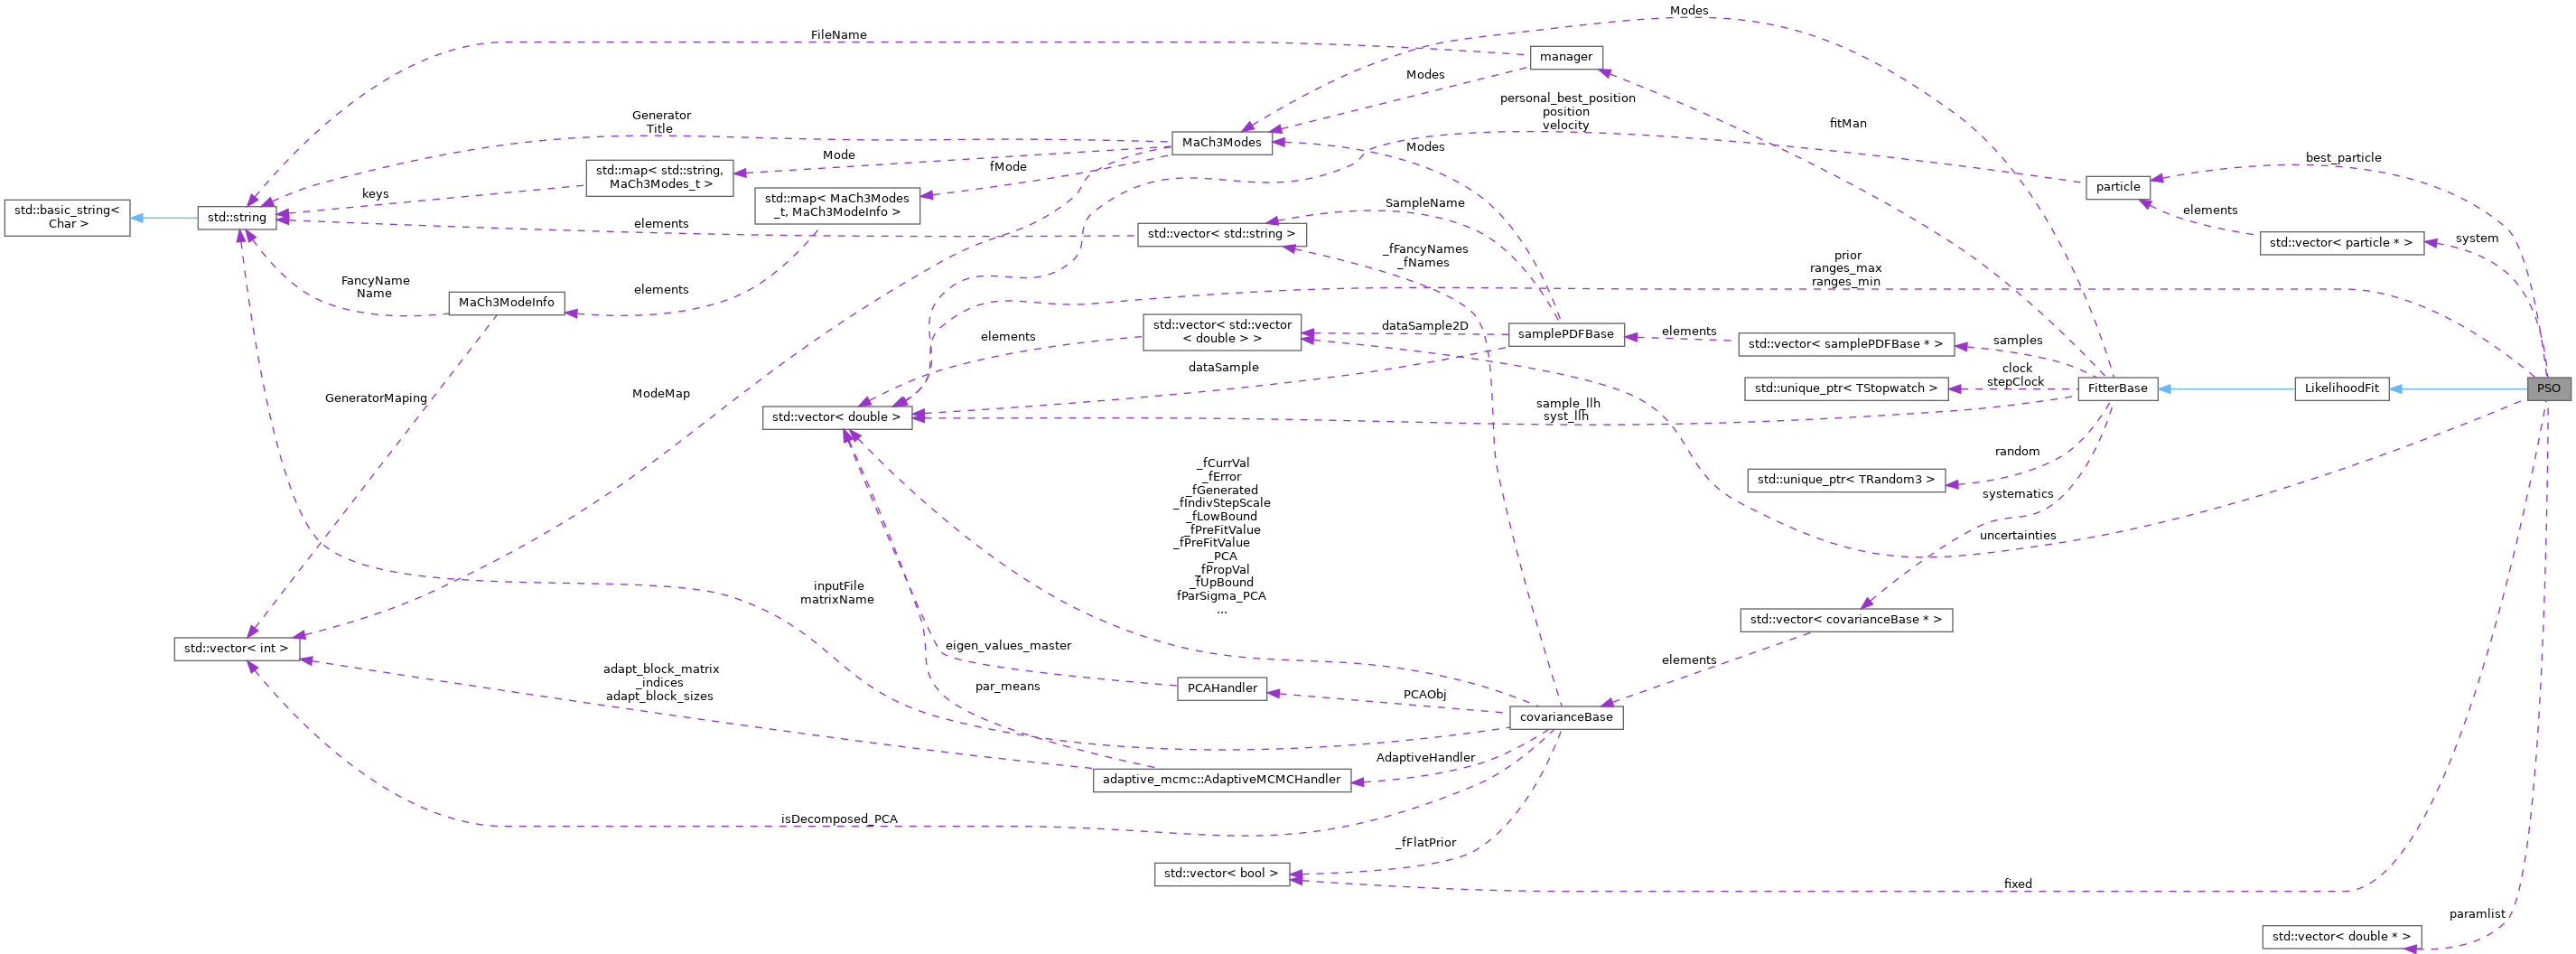 Modes
FileName
manager
Modes
personal_best_position
position
velocity
fitMan
Generator
Title
MaCh3Modes
Modes
Mode
fMode
best_particle
std::map< std::string,
MaCh3Modes_t >
keys
std::map< MaCh3Modes
_t, MaCh3ModeInfo >
particle
std::basic_string<
Char >
std::string
elements
std::vector< std::string >
SampleName
elements
system
std::vector< particle * >
_fFancyNames
_fNames
prior
ranges_max
ranges_min
FancyName
Name
MaCh3ModeInfo
elements
std::vector< std::vector
< double > >
elements
dataSample2D
samplePDFBase
elements
std::vector< samplePDFBase * >
samples
dataSample
clock
stepClock
std::unique_ptr< TStopwatch >
FitterBase
LikelihoodFit
PSO
GeneratorMaping
ModeMap
std::vector< double >
sample_llh
syst_llh
random
std::unique_ptr< TRandom3 >
systematics
uncertainties
_fCurrVal
_fError
_fGenerated
_fIndivStepScale
_fLowBound
_fPreFitValue
_fPreFitValue
_PCA
_fPropVal
_fUpBound
fParSigma_PCA
...
inputFile
matrixName
std::vector< covarianceBase * >
std::vector< int >
eigen_values_master
elements
adapt_block_matrix
_indices
adapt_block_sizes
par_means
PCAHandler
PCAObj
covarianceBase
AdaptiveHandler
adaptive_mcmc::AdaptiveMCMCHandler
isDecomposed_PCA
_fFlatPrior
std::vector< bool >
fixed
paramlist
std::vector< double * >